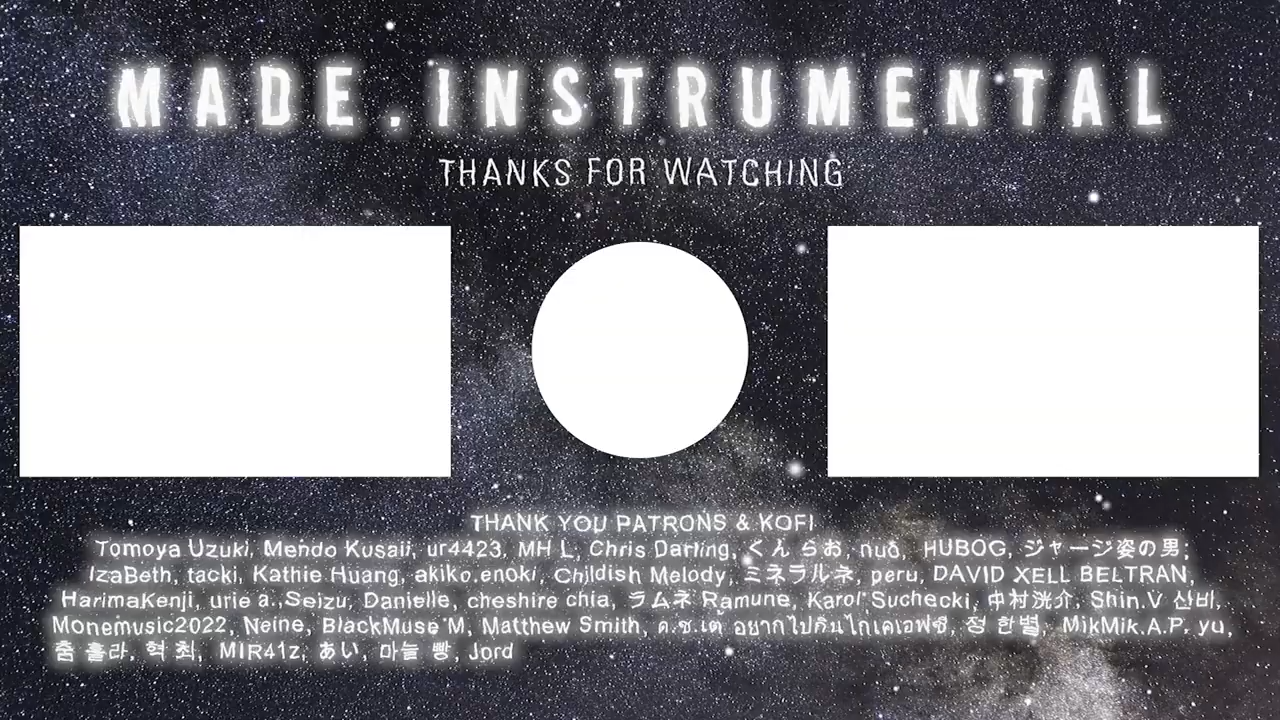 MADE.INSTRUMENTAL
THANKS FOR WATCHING
THANK YOU PATRONS & KOFI
Tomoya Uzuki, Mendo Kusaii, ur4423, MH L, Chris Darling, くん らお, nuo, HUBOG, ジャージ姿の男,
IzaBeth, tacki, Kathie Huang, akiko.enoki, Childish Melody, ミネラルネ, peru, DAVID XELL BELTRAN,
HarimaKenji, urie a.,Seizu, Danielle, cheshire chia, ラムネ Ramune, Karol Suchecki, 中村洸介, Shin.V 산비,
Monemusic2022, Neine, BlackMuse M, Matthew Smith, ด.ช.เต้ อยากไปกินไก่เคเอฟซี, 정 한별, MikMik.A.P, yu,
춤 홀라, 혁 최, MIR41z, あい, 마늘 빵, Jord